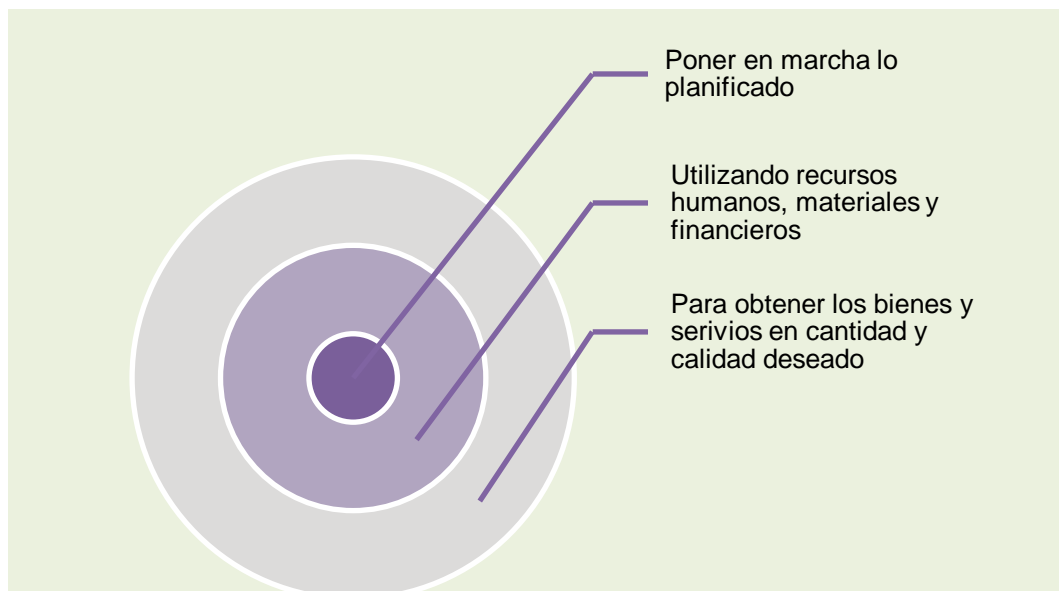 Poner en marcha lo
planificado
Utilizando recursos
humanos, materiales y
financieros
Para obtener los bienes y
serivios en cantidad y
calidad deseado